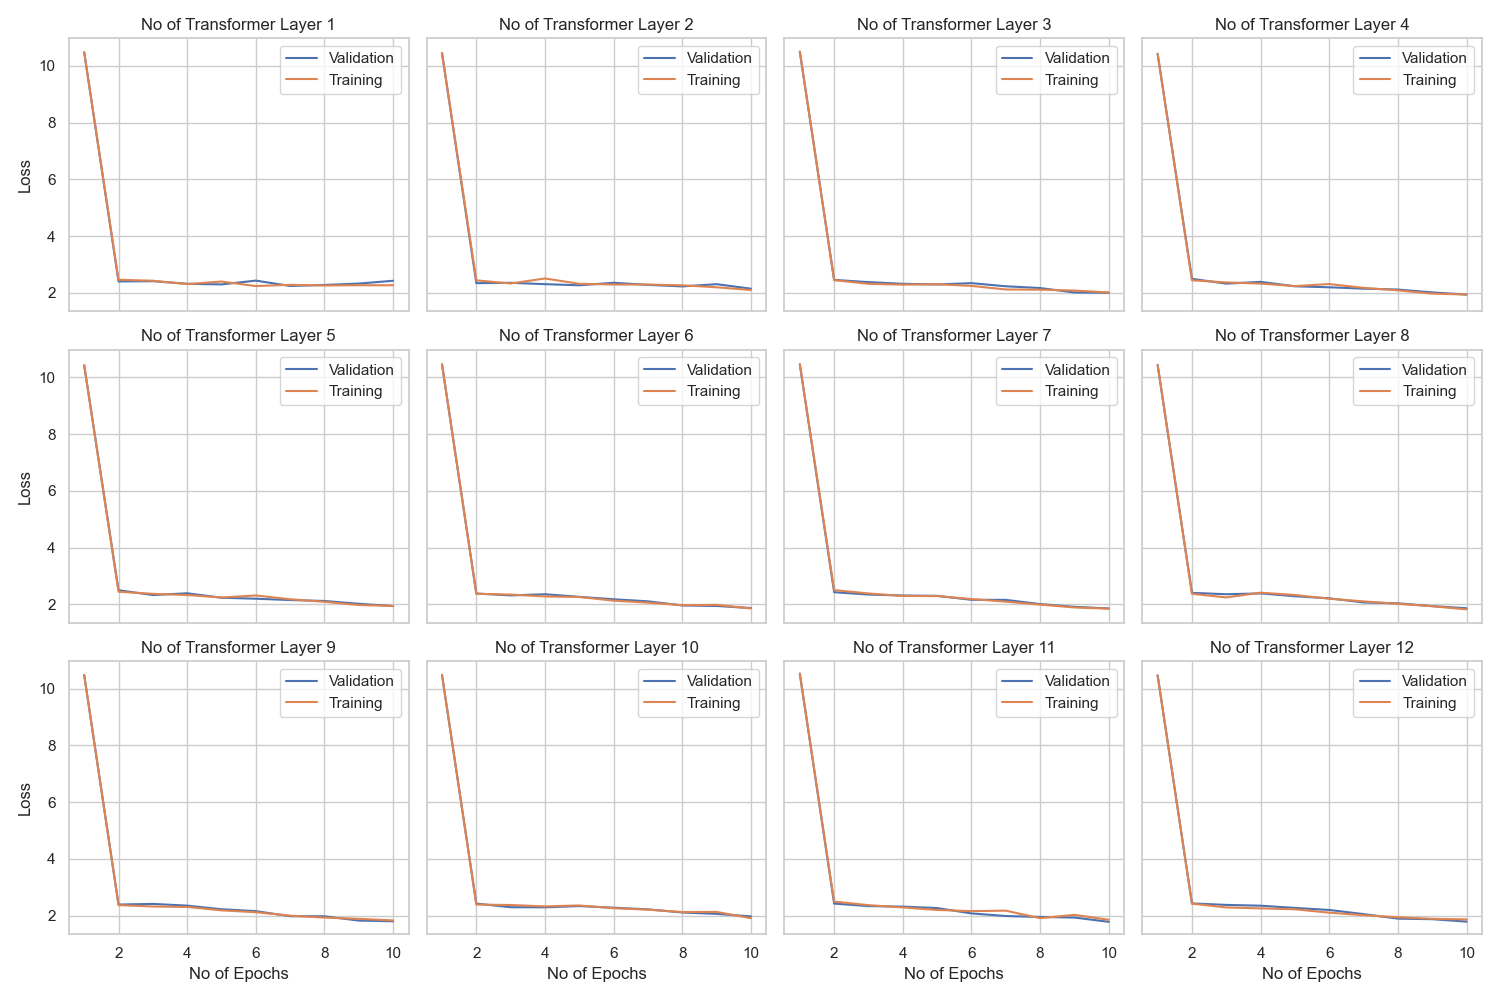 No of Transformer Layer 1
No of Transformer Layer 2
No of Transformer Layer 3
No of Transformer Layer 4
Validation
Training
Validation
Training
Validation
Training
Validation
Training
10
8
6
4
2
Loss
No of Transformer Layer 5
No of Transformer Layer 6
No of Transformer Layer 7
No of Transformer Layer 8
Validation
Training
Validation
Training
Validation
Training
Validation
Training
10
8
6
4
2
Loss
No of Transformer Layer 9
No of Transformer Layer 10
No of Transformer Layer 11
No of Transformer Layer 12
Validation
Training
Validation
Training
Validation
Training
Validation
Training
10
8
6
4
2
Loss
2 4 6 8 10
2 4 6 8 10
2 4 6 8 10
2 4 6 8 10
No of Epochs
No of Epochs
No of Epochs
No of Epochs